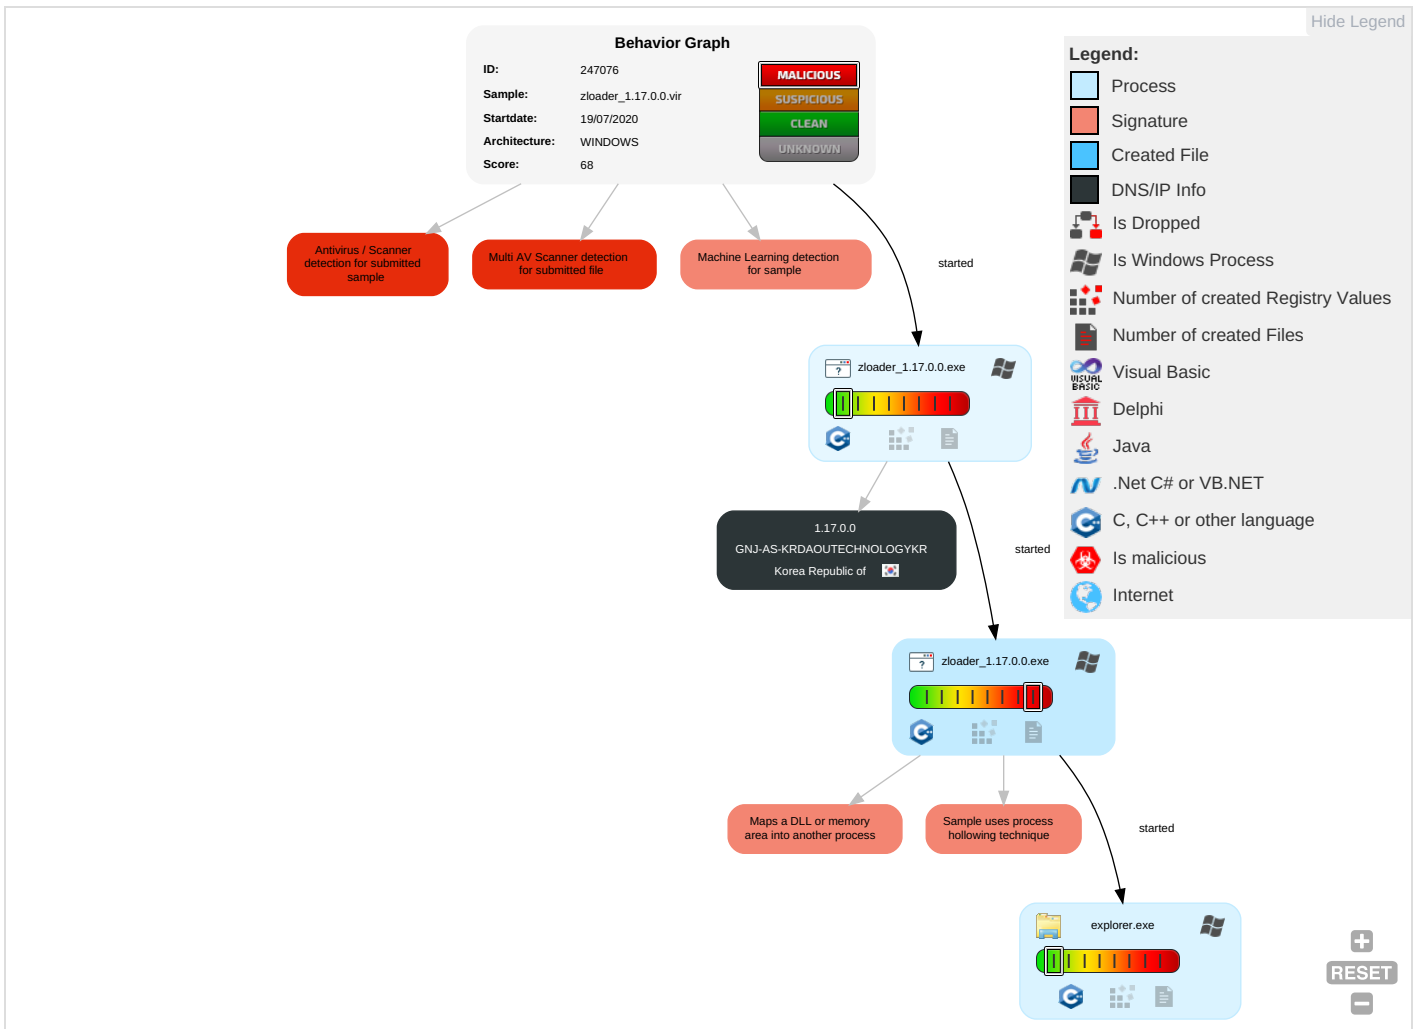 Hide Legend
Behavior Graph
ID: 247076
Sample: zloader_1.17.0.0.vir
Startdate: 19/07/2020
Architecture: WINDOWS
Score: 68
MALICIOUS
SUSPICIOUS
CLEAN
UNKNOWN
Legend:
Process
Signature
Created File
DNS/IP Info
Is Dropped
Is Windows Process
Number of created Registry Values
Number of created Files
VISUAL
BASIC
Visual Basic
Delphi
Java
.Net C# or VB.NET
C, C++ or other language
Is malicious
Internet
Antivirus / Scanner
detection for submitted
sample
Multi AV Scanner detection
for submitted file
Machine Learning detection
for sample
started
zloader_1.17.0.0.exe
1.17.0.0
GNJ-AS-KRDAOUTECHNOLOGYKR
Korea Republic of
started
zloader_1.17.0.0.exe
Maps a DLL or memory
area into another process
Sample uses process
hollowing technique
started
explorer.exe
RESET